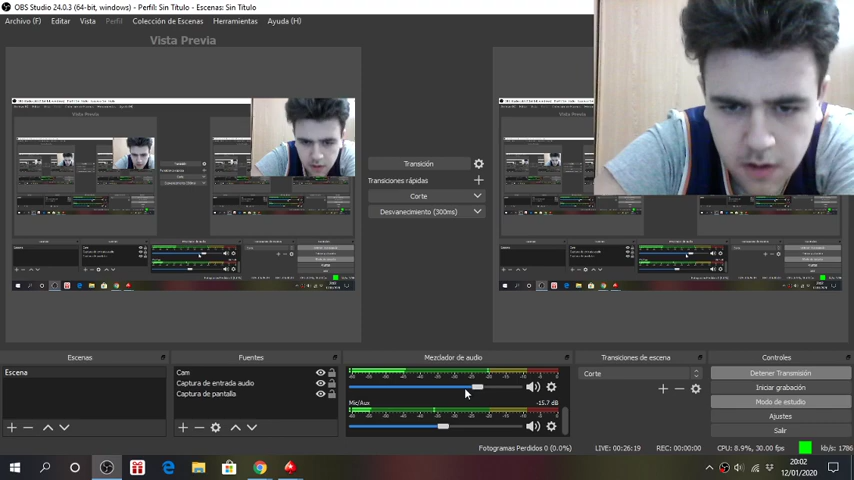 OBS Studio 24.0.3 (64-bit, windows) - Perfil: Sin Título - Escenas: Sin Título
Archivo (F) Editar Vista Perfil Colección de Escenas Herramientas Ayuda (H)
Vista Previa
Transición
Transiciones rápidas
Corte
Desvanecimiento (300ms)
Escenas
Fuentes
Mezclador de audio
Transiciones de escena
Controles
Escena
Cam
Captura de entrada audio
Captura de pantalla
Mic/Aux -15.7 dB
Corte
Detener Transmisión
Iniciar grabación
Modo de estudio
Ajustes
Salir
Fotogramas Perdidos 0 (0.0%) LIVE: 00:26:19 REC: 00:00:00 CPU: 8.9%, 30.00 fps kb/s: 1786
20:02
12/01/2020